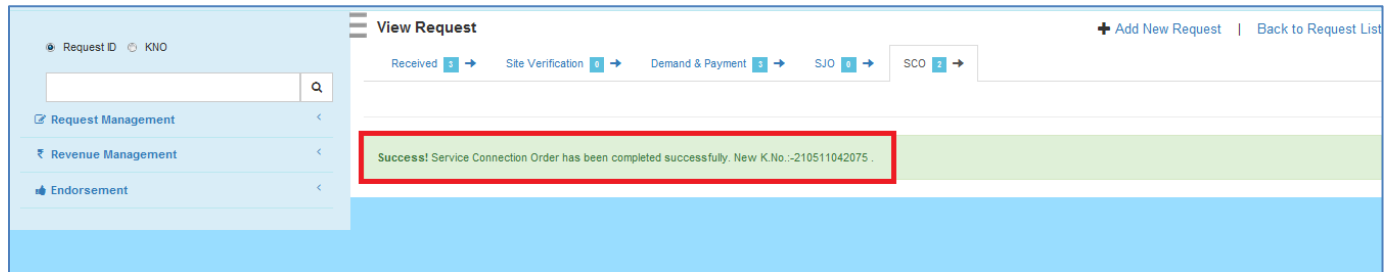 Request ID KNO
Request Management
₹ Revenue Management
Endorsement
View Request
Add New Request | Back to Request List
Received 3 Site Verification 0 Demand & Payment 3 SJO 0 SCO 2
Success! Service Connection Order has been completed successfully. New K.No.:-210511042075 .